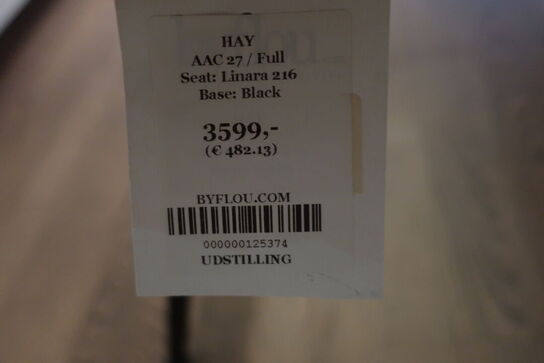 HAY
AAC 27 / Full
Seat: Linara 216
Base: Black
3599,-
(€ 482.13)
BYFLOU.COM
000000125374
UDSTILLING